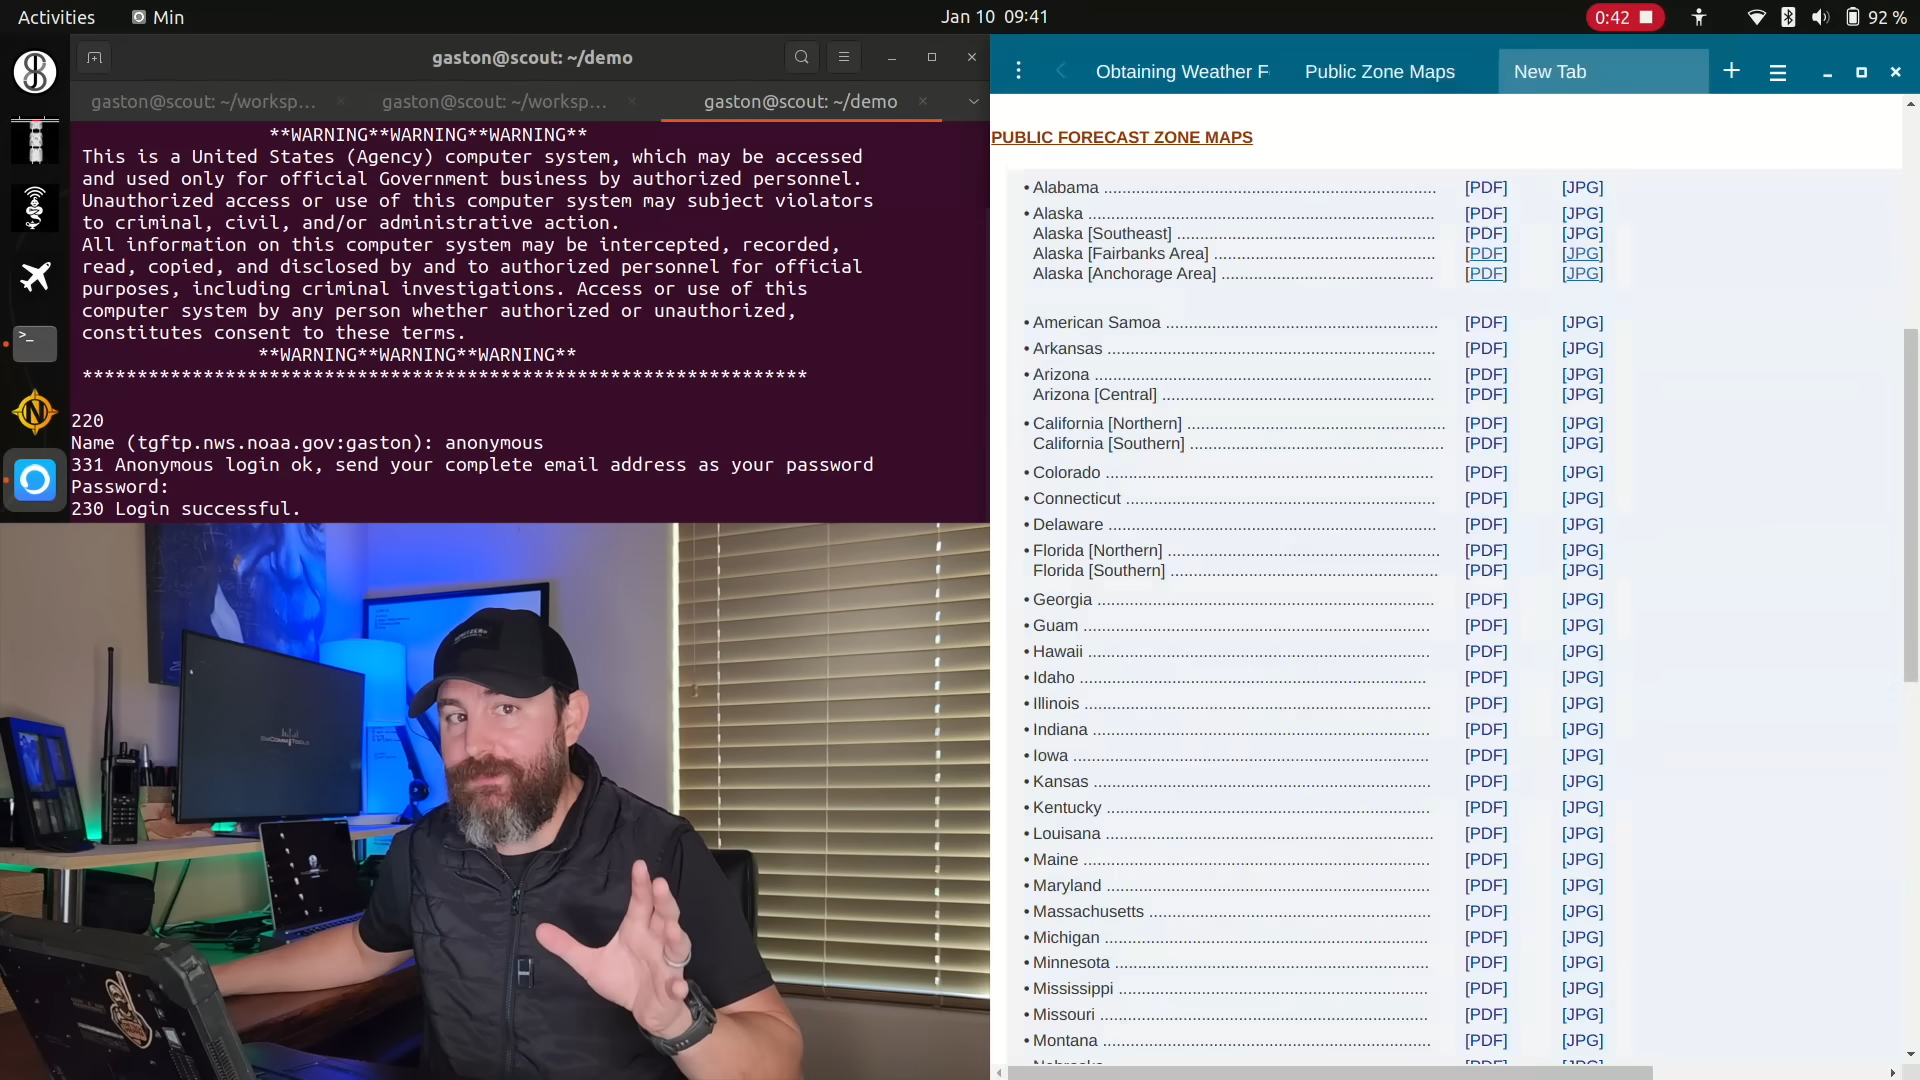 Activities
Min
Jan 10 09:41
0:42
92 %
gaston@scout: ~/demo
gaston@scout: ~/worksp...
gaston@scout: ~/worksp...
gaston@scout: ~/demo
**WARNING**WARNING**WARNING**
This is a United States (Agency) computer system, which may be accessed
and used only for official Government business by authorized personnel.
Unauthorized access or use of this computer system may subject violators
to criminal, civil, and/or administrative action.
All information on this computer system may be intercepted, recorded,
read, copied, and disclosed by and to authorized personnel for official
purposes, including criminal investigations. Access or use of this
computer system by any person whether authorized or unauthorized,
constitutes consent to these terms.
**WARNING**WARNING**WARNING**
******************************************************************
220
Name (tgftp.nws.noaa.gov:gaston): anonymous
331 Anonymous login ok, send your complete email address as your password
Password:
230 Login successful.
Obtaining Weather F
Public Zone Maps
New Tab
PUBLIC FORECAST ZONE MAPS
• Alabama ........ [PDF] [JPG]
• Alaska ........ [PDF] [JPG]
Alaska [Southeast] ........ [PDF] [JPG]
Alaska [Fairbanks Area] ........ [PDF] [JPG]
Alaska [Anchorage Area] ........ [PDF] [JPG]
• American Samoa ........ [PDF] [JPG]
• Arkansas ........ [PDF] [JPG]
• Arizona ........ [PDF] [JPG]
Arizona [Central] ........ [PDF] [JPG]
• California [Northern] ........ [PDF] [JPG]
California [Southern] ........ [PDF] [JPG]
• Colorado ........ [PDF] [JPG]
• Connecticut ........ [PDF] [JPG]
• Delaware ........ [PDF] [JPG]
• Florida [Northern] ........ [PDF] [JPG]
Florida [Southern] ........ [PDF] [JPG]
• Georgia ........ [PDF] [JPG]
• Guam ........ [PDF] [JPG]
• Hawaii ........ [PDF] [JPG]
• Idaho ........ [PDF] [JPG]
• Illinois ........ [PDF] [JPG]
• Indiana ........ [PDF] [JPG]
• Iowa ........ [PDF] [JPG]
• Kansas ........ [PDF] [JPG]
• Kentucky ........ [PDF] [JPG]
• Louisana ........ [PDF] [JPG]
• Maine ........ [PDF] [JPG]
• Maryland ........ [PDF] [JPG]
• Massachusetts ........ [PDF] [JPG]
• Michigan ........ [PDF] [JPG]
• Minnesota ........ [PDF] [JPG]
• Mississippi ........ [PDF] [JPG]
• Missouri ........ [PDF] [JPG]
• Montana ........ [PDF] [JPG]